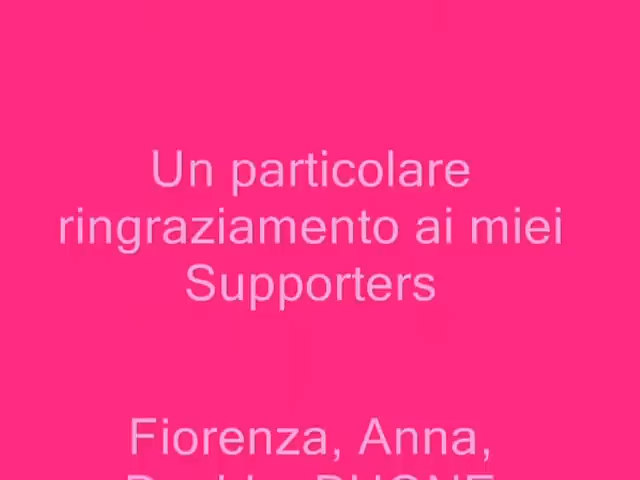 Un particolare
ringraziamento ai miei
Supporters
Fiorenza, Anna,